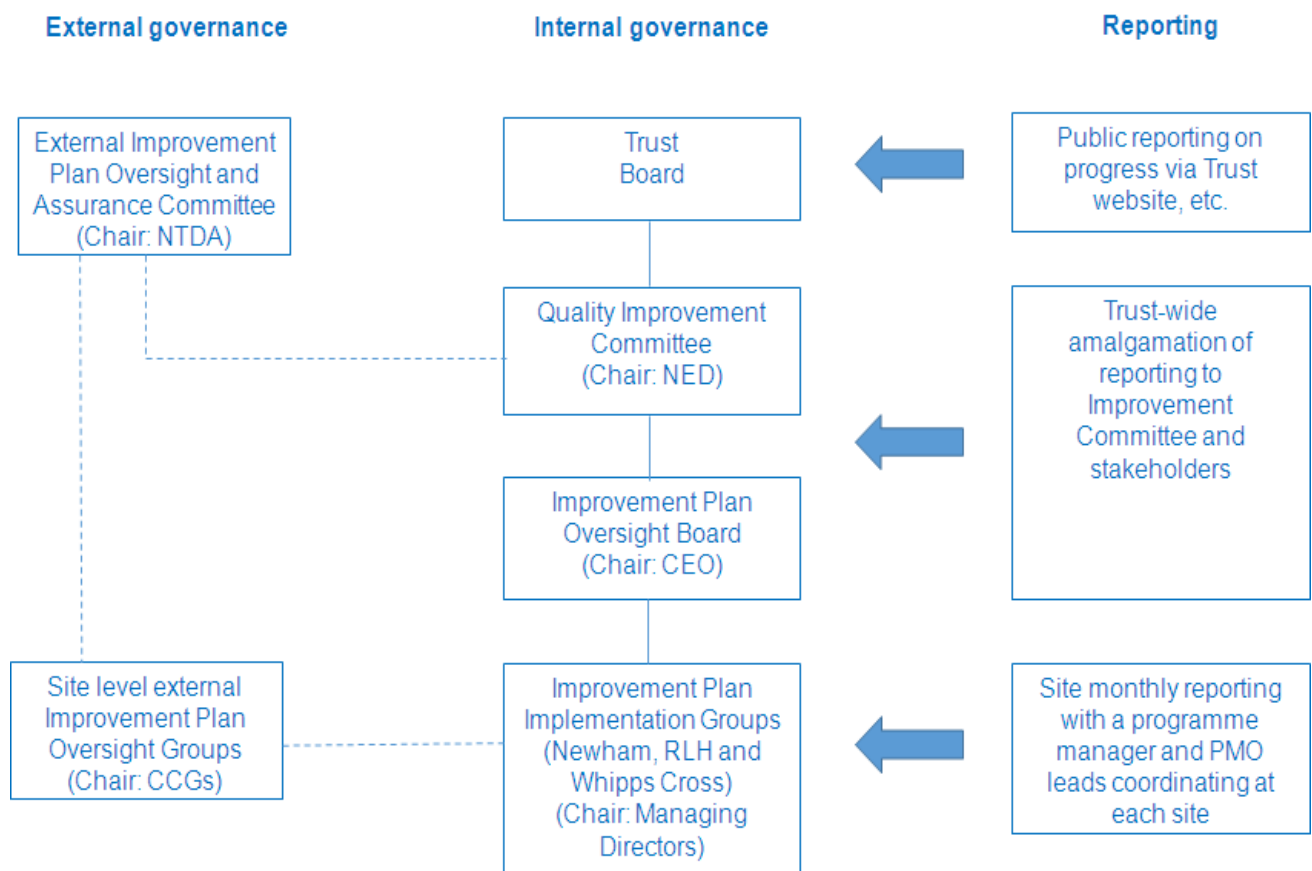 External governance
Internal governance
Reporting
External Improvement
Plan Oversight and
Assurance Committee
(Chair: NTDA)
Trust
Board
Public reporting on
progress via Trust
website, etc.
Quality Improvement
Committee
(Chair: NED)
Trust-wide
amalgamation of
reporting to
Improvement
Committee and
stakeholders
Improvement Plan
Oversight Board
(Chair: CEO)
Site level external
Improvement Plan
Oversight Groups
(Chair: CCGs)
Improvement Plan
Implementation Groups
(Newham, RLH and
Whipps Cross)
(Chair: Managing
Directors)
Site monthly reporting
with a programme
manager and PMO
leads coordinating at
each site